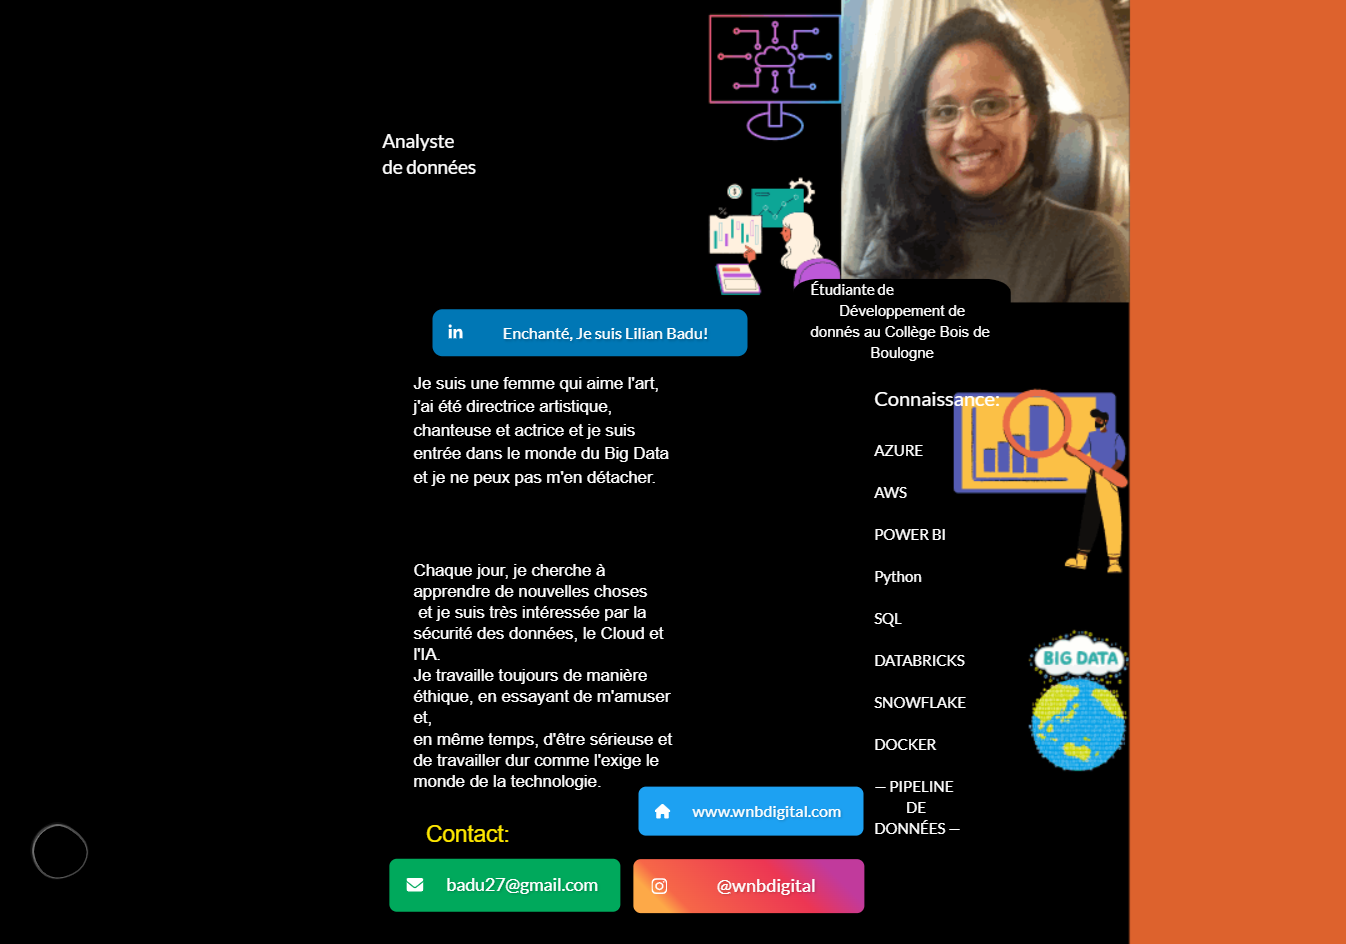 Analyste
de données
Étudiante de
Développement de
donnés au Collège Bois de
Boulogne
Enchanté, Je suis Lilian Badu!
Je suis une femme qui aime l'art,
j'ai été directrice artistique,
chanteuse et actrice et je suis
entrée dans le monde du Big Data
et je ne peux pas m'en détacher.
Chaque jour, je cherche à
apprendre de nouvelles choses
et je suis très intéressée par la
sécurité des données, le Cloud et
l'IA.
Je travaille toujours de manière
éthique, en essayant de m'amuser
et,
en même temps, d'être sérieuse et
de travailler dur comme l'exige le
monde de la technologie.
Connaissance:
AZURE
AWS
POWER BI
Python
SQL
DATABRICKS
SNOWFLAKE
DOCKER
— PIPELINE
DE
DONNÉES —
BIG DATA
www.wnbdigital.com
Contact:
badu27@gmail.com
@wnbdigital